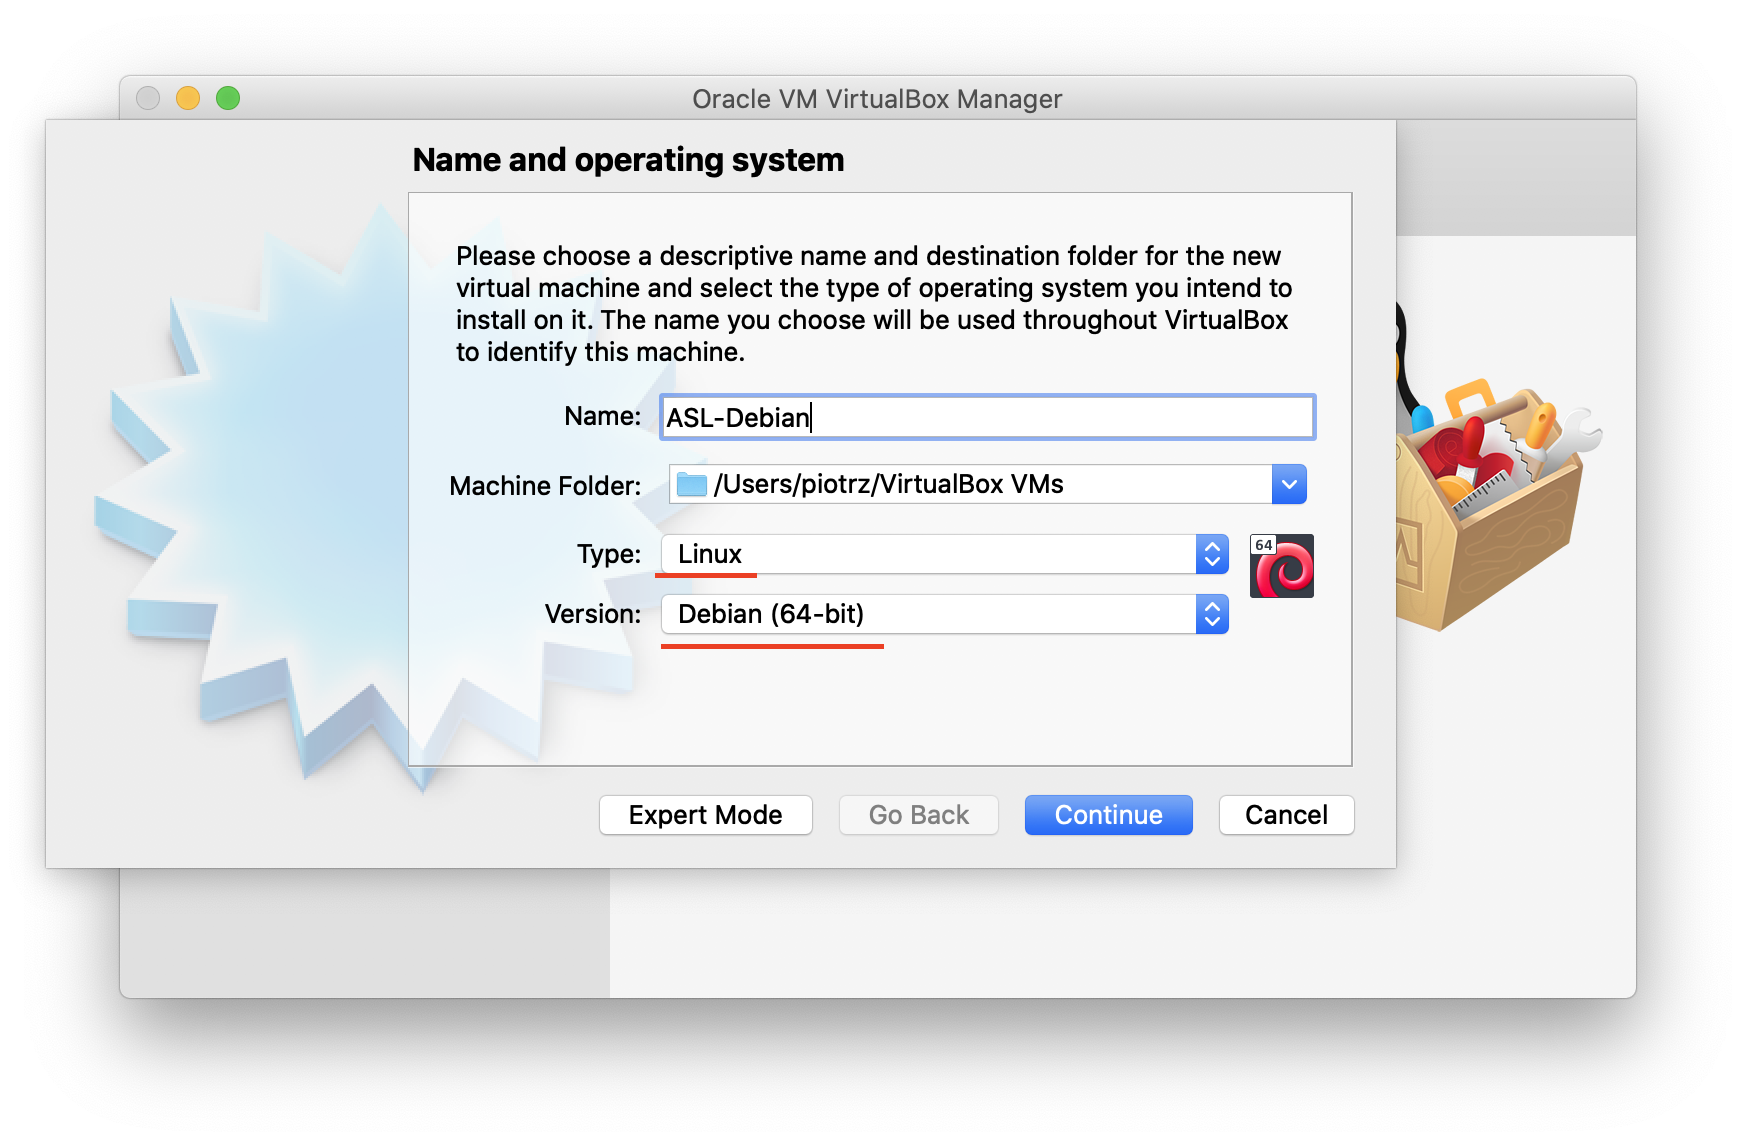 Oracle VM VirtualBox Manager
Name and operating system
Please choose a descriptive name and destination folder for the new
virtual machine and select the type of operating system you intend to
install on it. The name you choose will be used throughout VirtualBox
to identify this machine.
Name: ASL-Debian
Machine Folder: /Users/piotrz/VirtualBox VMs
Type: Linux
64
Version: Debian (64-bit)
Expert Mode Go Back Continue Cancel